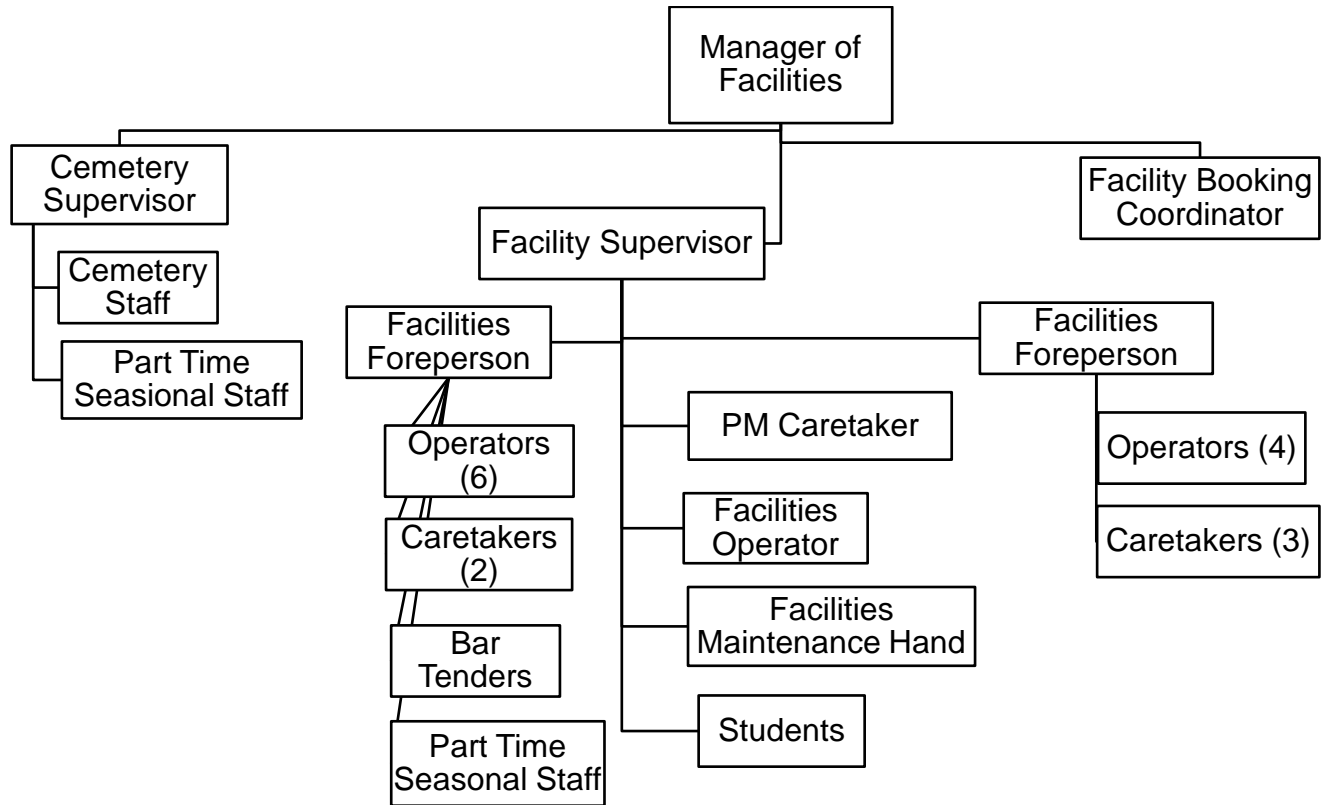 Manager of
Facilities
Cemetery
Supervisor
Facility Booking
Coordinator
Facility Supervisor
Cemetery
Staff
Part Time
Seasional Staff
Facilities
Foreperson
Operators
(6)
Caretakers
(2)
Bar
Tenders
Part Time
Seasonal Staff
PM Caretaker
Facilities
Operator
Facilities
Maintenance Hand
Students
Facilities
Foreperson
Operators (4)
Caretakers (3)